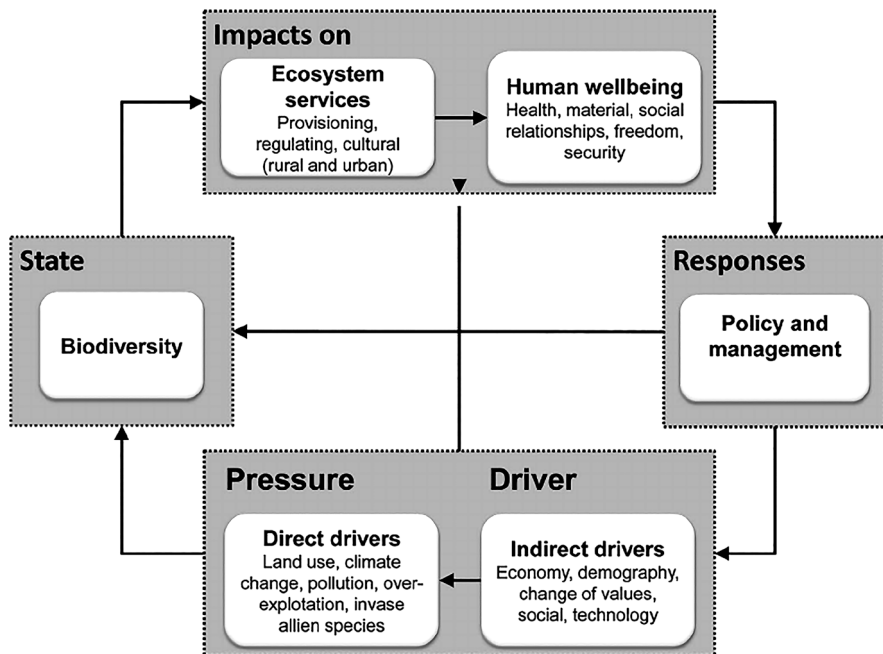 Impacts on
Ecosystem
services
Provisioning,
regulating, cultural
(rural and urban)
Human wellbeing
Health, material, social
relationships, freedom,
security
State
Biodiversity
Responses
Policy and
management
Pressure
Driver
Direct drivers
Land use, climate
change, pollution, over-
explotation, invase
allien species
Indirect drivers
Economy, demography,
change of values,
social, technology